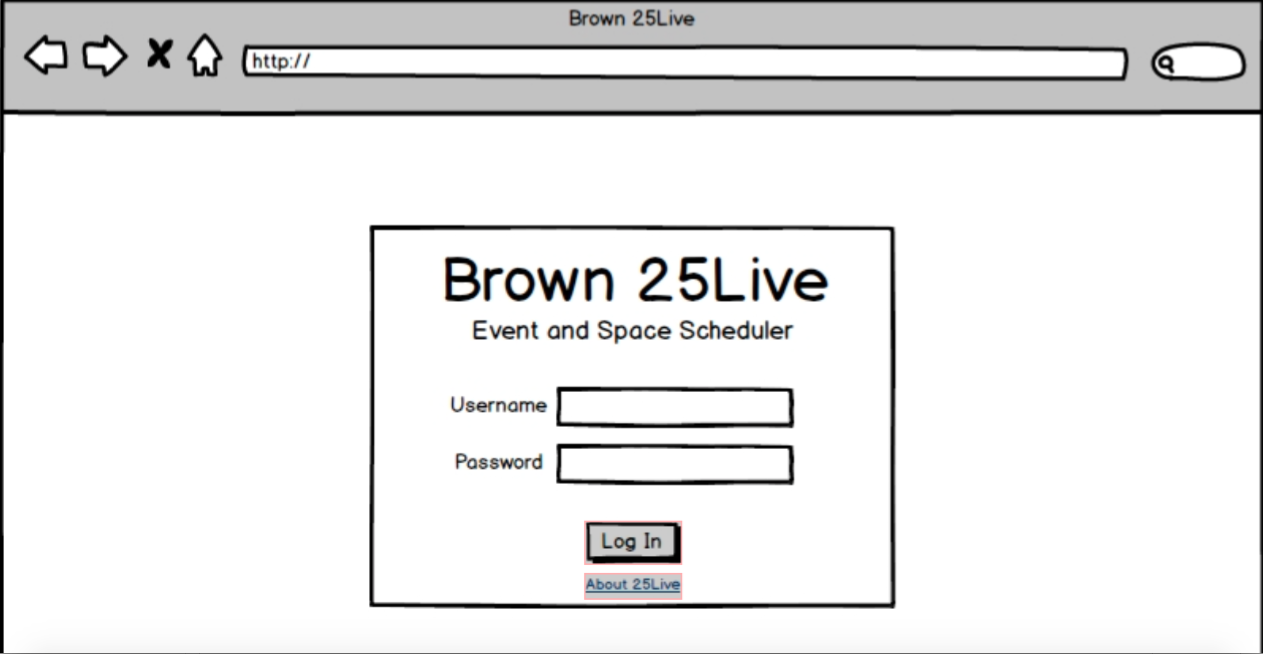 Brown 25Live
http://
Brown 25Live
Event and Space Scheduler
Username
Password
Log In
About 25Live